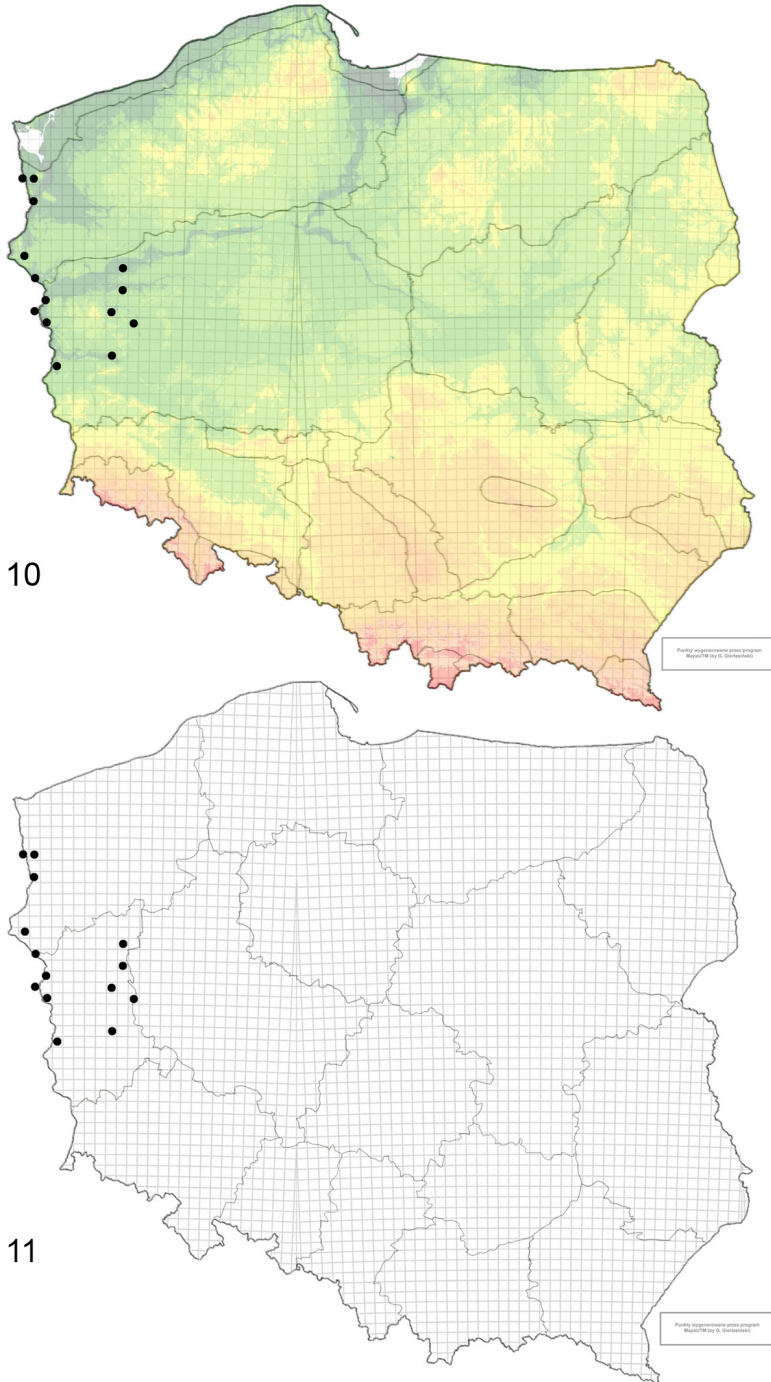 10
Punkty wygenerowane przez program
MapaUTM (by G. Gierlasiński)
11
Punkty wygenerowane przez program
MapaUTM (by G. Gierlasiński)